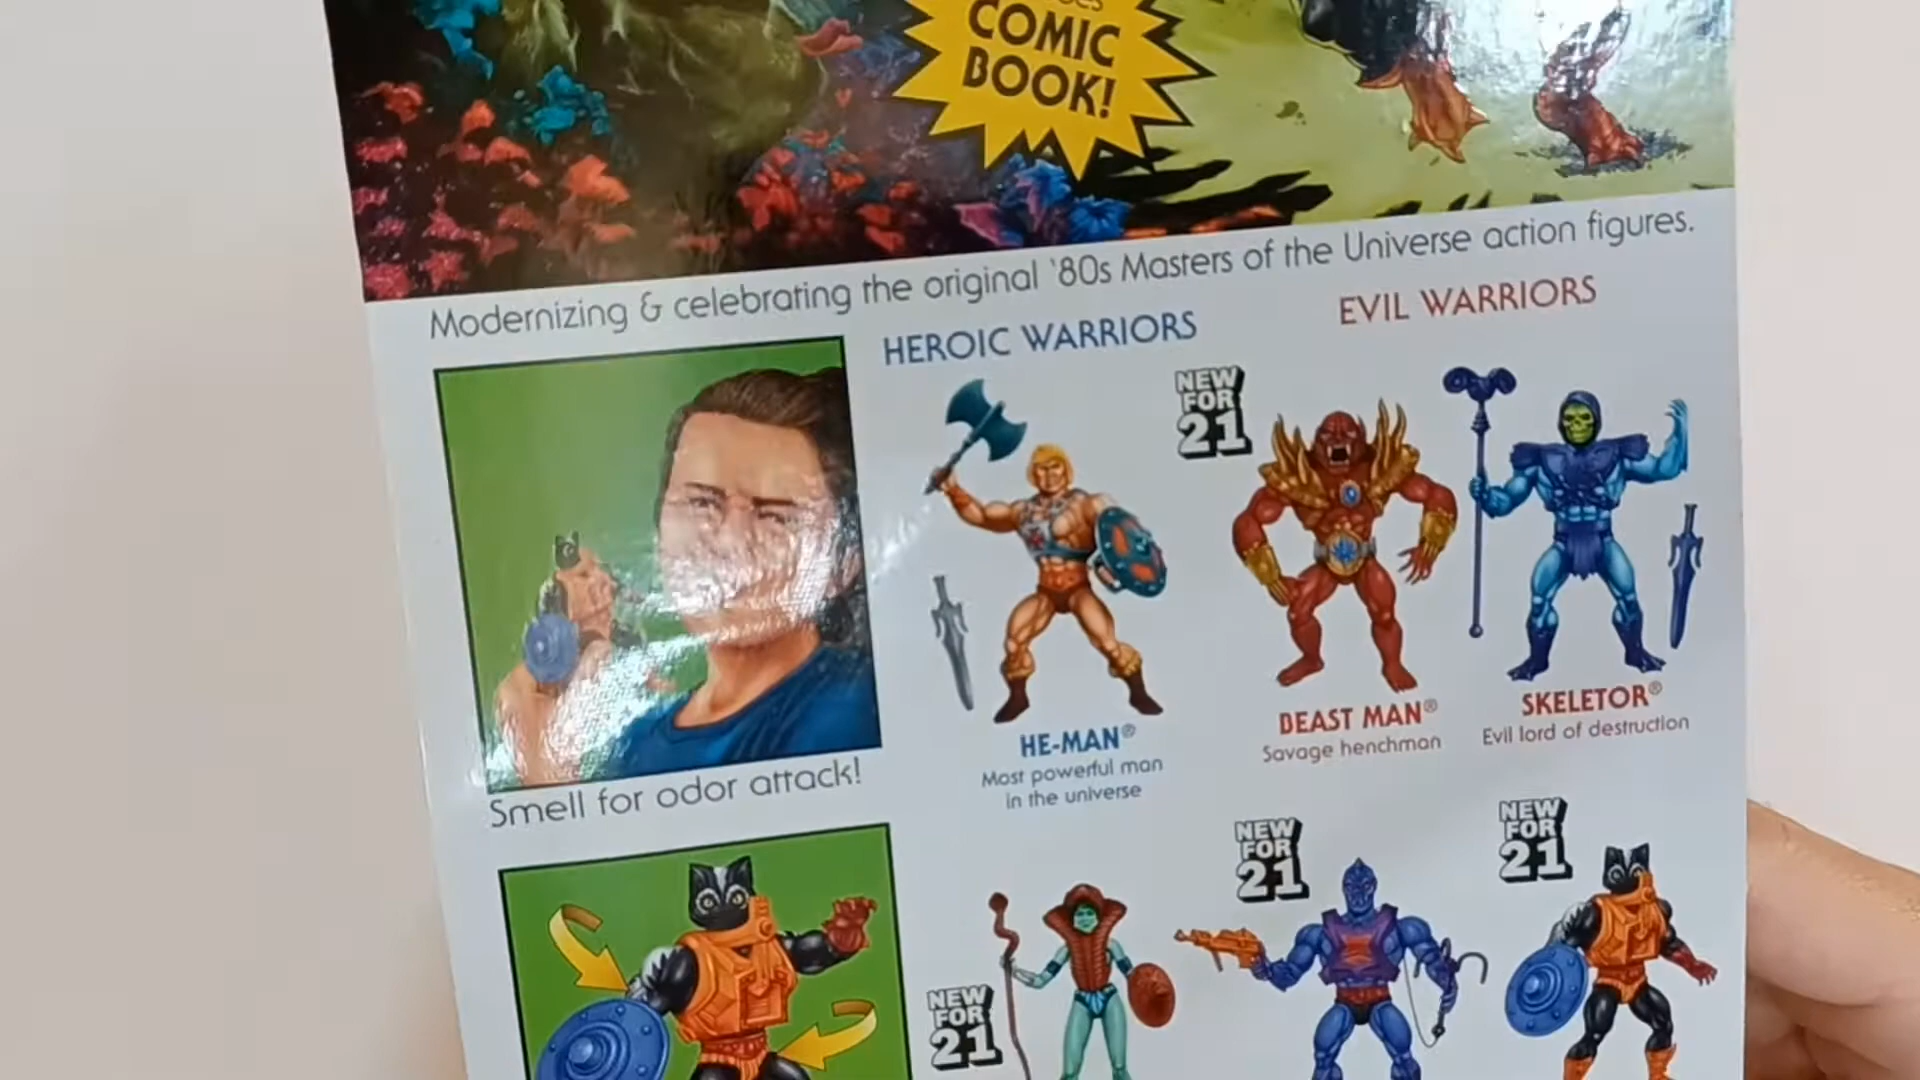 COMIC
BOOK!
Modernizing & celebrating the original '80s Masters of the Universe action figures.
HEROIC WARRIORS
EVIL WARRIORS
NEW
FOR
21
HE-MAN®
Most powerful man
in the universe
BEAST MAN®
Savage henchman
SKELETOR®
Evil lord of destruction
Smell for odor attack!
NEW
FOR
21
NEW
FOR
21
NEW
FOR
21